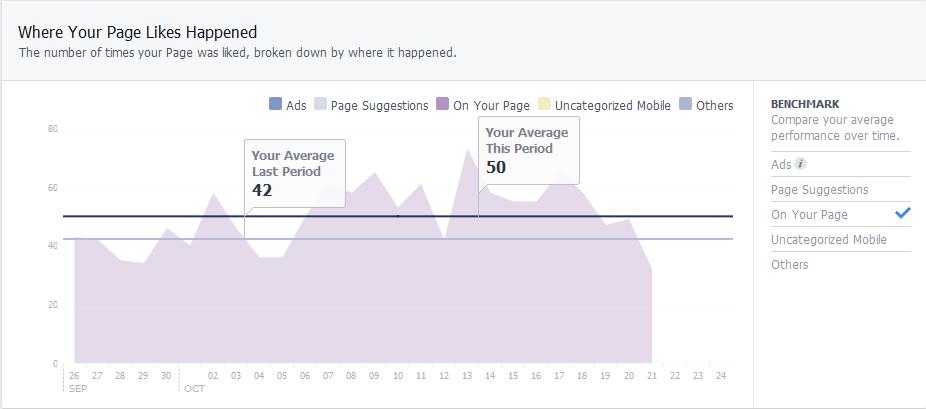 Where Your Page Likes Happened
The number of times your Page was liked, broken down by where it happened.
Ads Page Suggestions On Your Page Uncategorized Mobile Others
80
60
40
20
0
Your Average
Last Period
42
Your Average
This Period
50
26 27 28 29 30 02 03 04 05 06 07 08 09 10 11 12 13 14 15 16 17 18 19 20 21 22 23 24
SEP OCT
BENCHMARK
Compare your average
performance over time.
Ads i
Page Suggestions
On Your Page
Uncategorized Mobile
Others